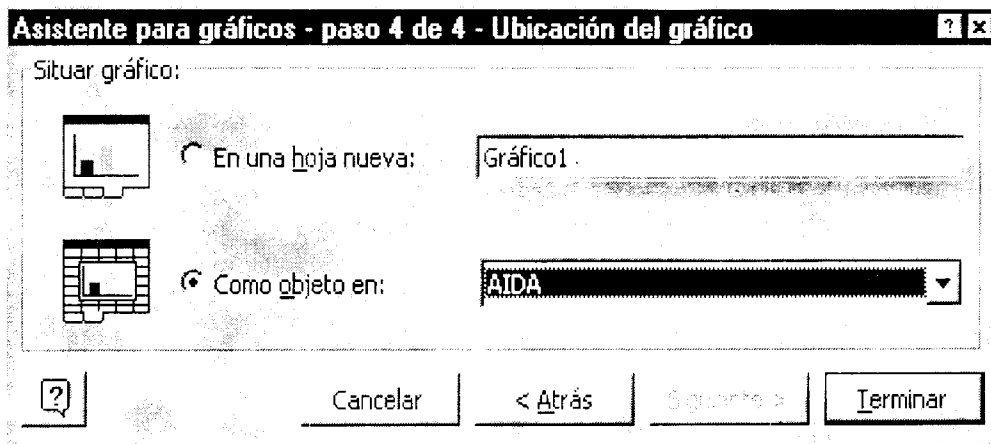 Asistente para gráficos - paso 4 de 4 - Ubicación del gráfico
Situar gráfico:
En una hoja nueva:
Gráfico1
Como objeto en:
AIDA
Cancelar
< Atrás
Siguiente >
Terminar